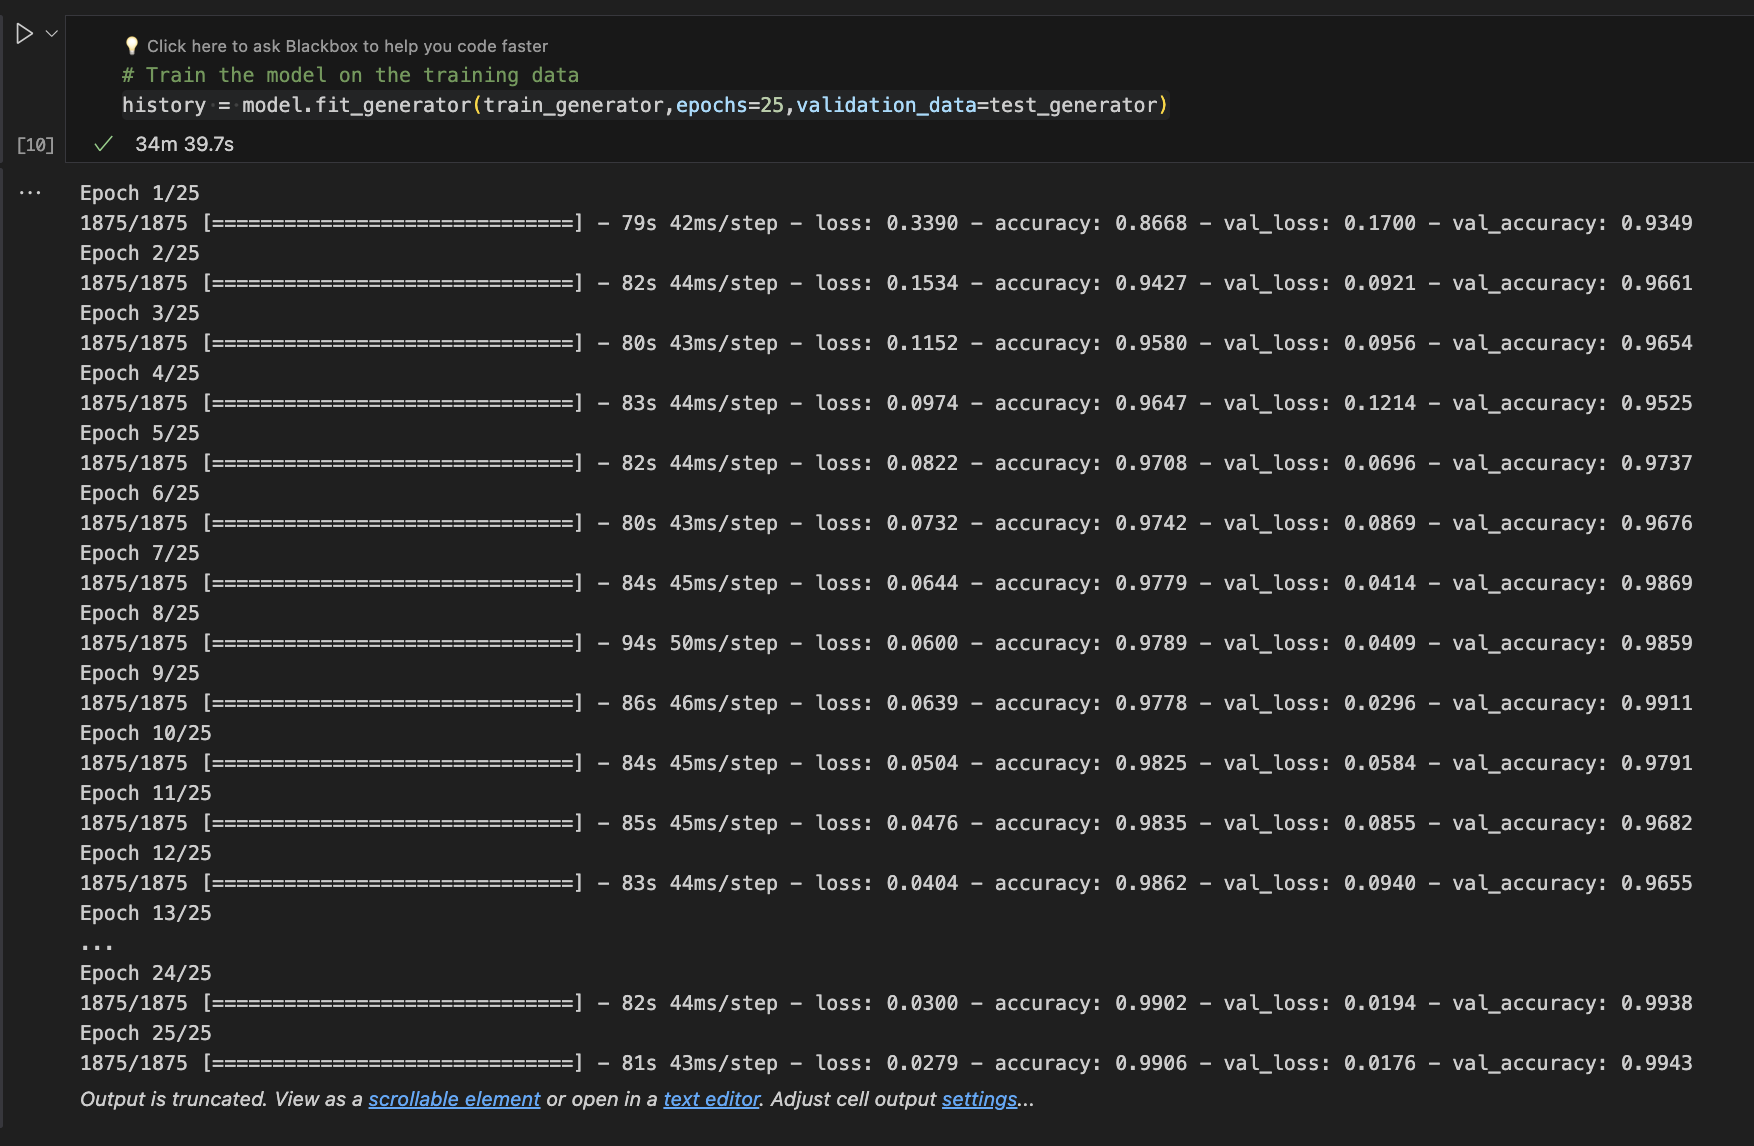 💡 Click here to ask Blackbox to help you code faster
# Train the model on the training data
history = model.fit_generator(train_generator,epochs=25,validation_data=test_generator)
[10] ✓ 34m 39.7s
...
Epoch 1/25
1875/1875 [==============================] - 79s 42ms/step - loss: 0.3390 - accuracy: 0.8668 - val_loss: 0.1700 - val_accuracy: 0.9349
Epoch 2/25
1875/1875 [==============================] - 82s 44ms/step - loss: 0.1534 - accuracy: 0.9427 - val_loss: 0.0921 - val_accuracy: 0.9661
Epoch 3/25
1875/1875 [==============================] - 80s 43ms/step - loss: 0.1152 - accuracy: 0.9580 - val_loss: 0.0956 - val_accuracy: 0.9654
Epoch 4/25
1875/1875 [==============================] - 83s 44ms/step - loss: 0.0974 - accuracy: 0.9647 - val_loss: 0.1214 - val_accuracy: 0.9525
Epoch 5/25
1875/1875 [==============================] - 82s 44ms/step - loss: 0.0822 - accuracy: 0.9708 - val_loss: 0.0696 - val_accuracy: 0.9737
Epoch 6/25
1875/1875 [==============================] - 80s 43ms/step - loss: 0.0732 - accuracy: 0.9742 - val_loss: 0.0869 - val_accuracy: 0.9676
Epoch 7/25
1875/1875 [==============================] - 84s 45ms/step - loss: 0.0644 - accuracy: 0.9779 - val_loss: 0.0414 - val_accuracy: 0.9869
Epoch 8/25
1875/1875 [==============================] - 94s 50ms/step - loss: 0.0600 - accuracy: 0.9789 - val_loss: 0.0409 - val_accuracy: 0.9859
Epoch 9/25
1875/1875 [==============================] - 86s 46ms/step - loss: 0.0639 - accuracy: 0.9778 - val_loss: 0.0296 - val_accuracy: 0.9911
Epoch 10/25
1875/1875 [==============================] - 84s 45ms/step - loss: 0.0504 - accuracy: 0.9825 - val_loss: 0.0584 - val_accuracy: 0.9791
Epoch 11/25
1875/1875 [==============================] - 85s 45ms/step - loss: 0.0476 - accuracy: 0.9835 - val_loss: 0.0855 - val_accuracy: 0.9682
Epoch 12/25
1875/1875 [==============================] - 83s 44ms/step - loss: 0.0404 - accuracy: 0.9862 - val_loss: 0.0940 - val_accuracy: 0.9655
Epoch 13/25
...
Epoch 24/25
1875/1875 [==============================] - 82s 44ms/step - loss: 0.0300 - accuracy: 0.9902 - val_loss: 0.0194 - val_accuracy: 0.9938
Epoch 25/25
1875/1875 [==============================] - 81s 43ms/step - loss: 0.0279 - accuracy: 0.9906 - val_loss: 0.0176 - val_accuracy: 0.9943
Output is truncated. View as a scrollable element or open in a text editor. Adjust cell output settings...